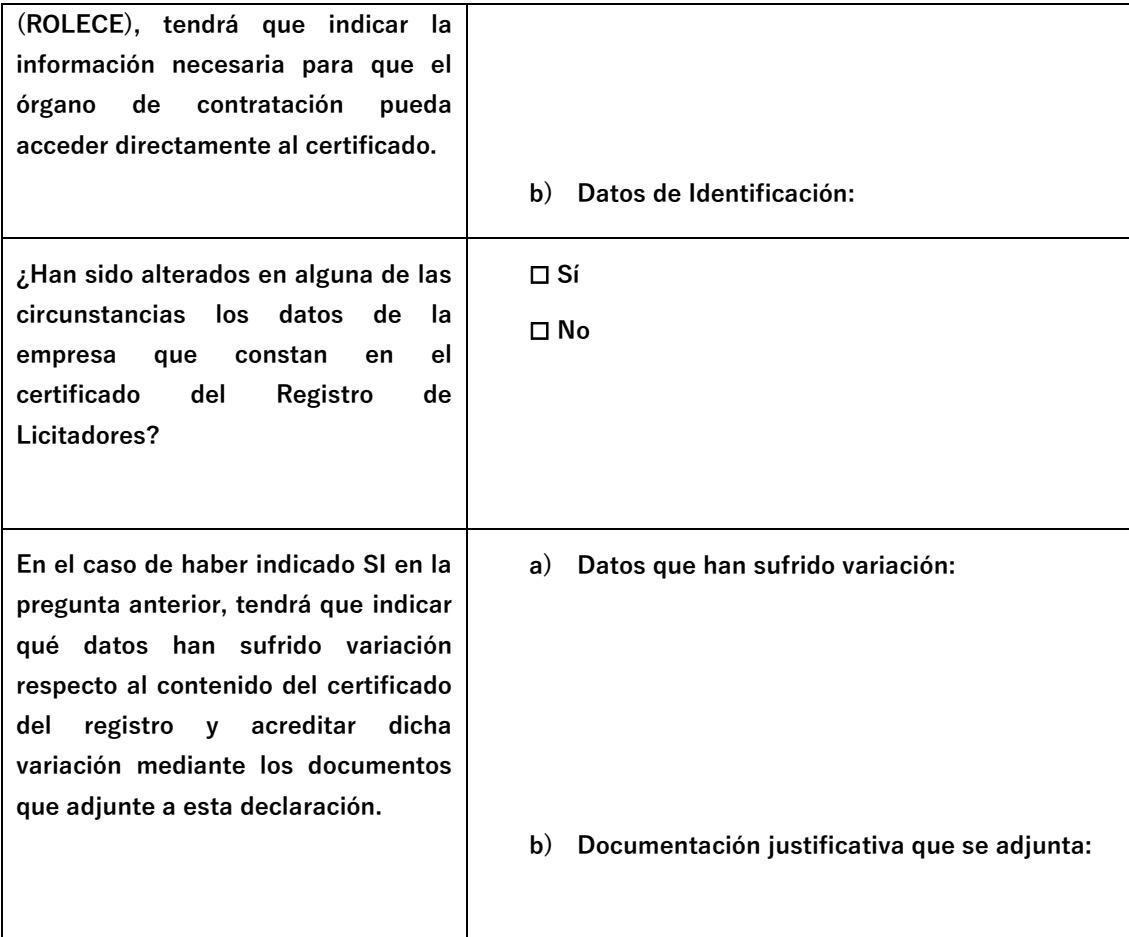 (ROLECE), tendrá que indicar la
información necesaria para que el
órgano de contratación pueda
acceder directamente al certificado.
b) Datos de Identificación:
¿Han sido alterados en alguna de las
circunstancias los datos de la
empresa que constan en el
certificado del Registro de
Licitadores?
☐ Sí
☐ No
En el caso de haber indicado SI en la
pregunta anterior, tendrá que indicar
qué datos han sufrido variación
respecto al contenido del certificado
del registro y acreditar dicha
variación mediante los documentos
que adjunte a esta declaración.
a) Datos que han sufrido variación:
b) Documentación justificativa que se adjunta: